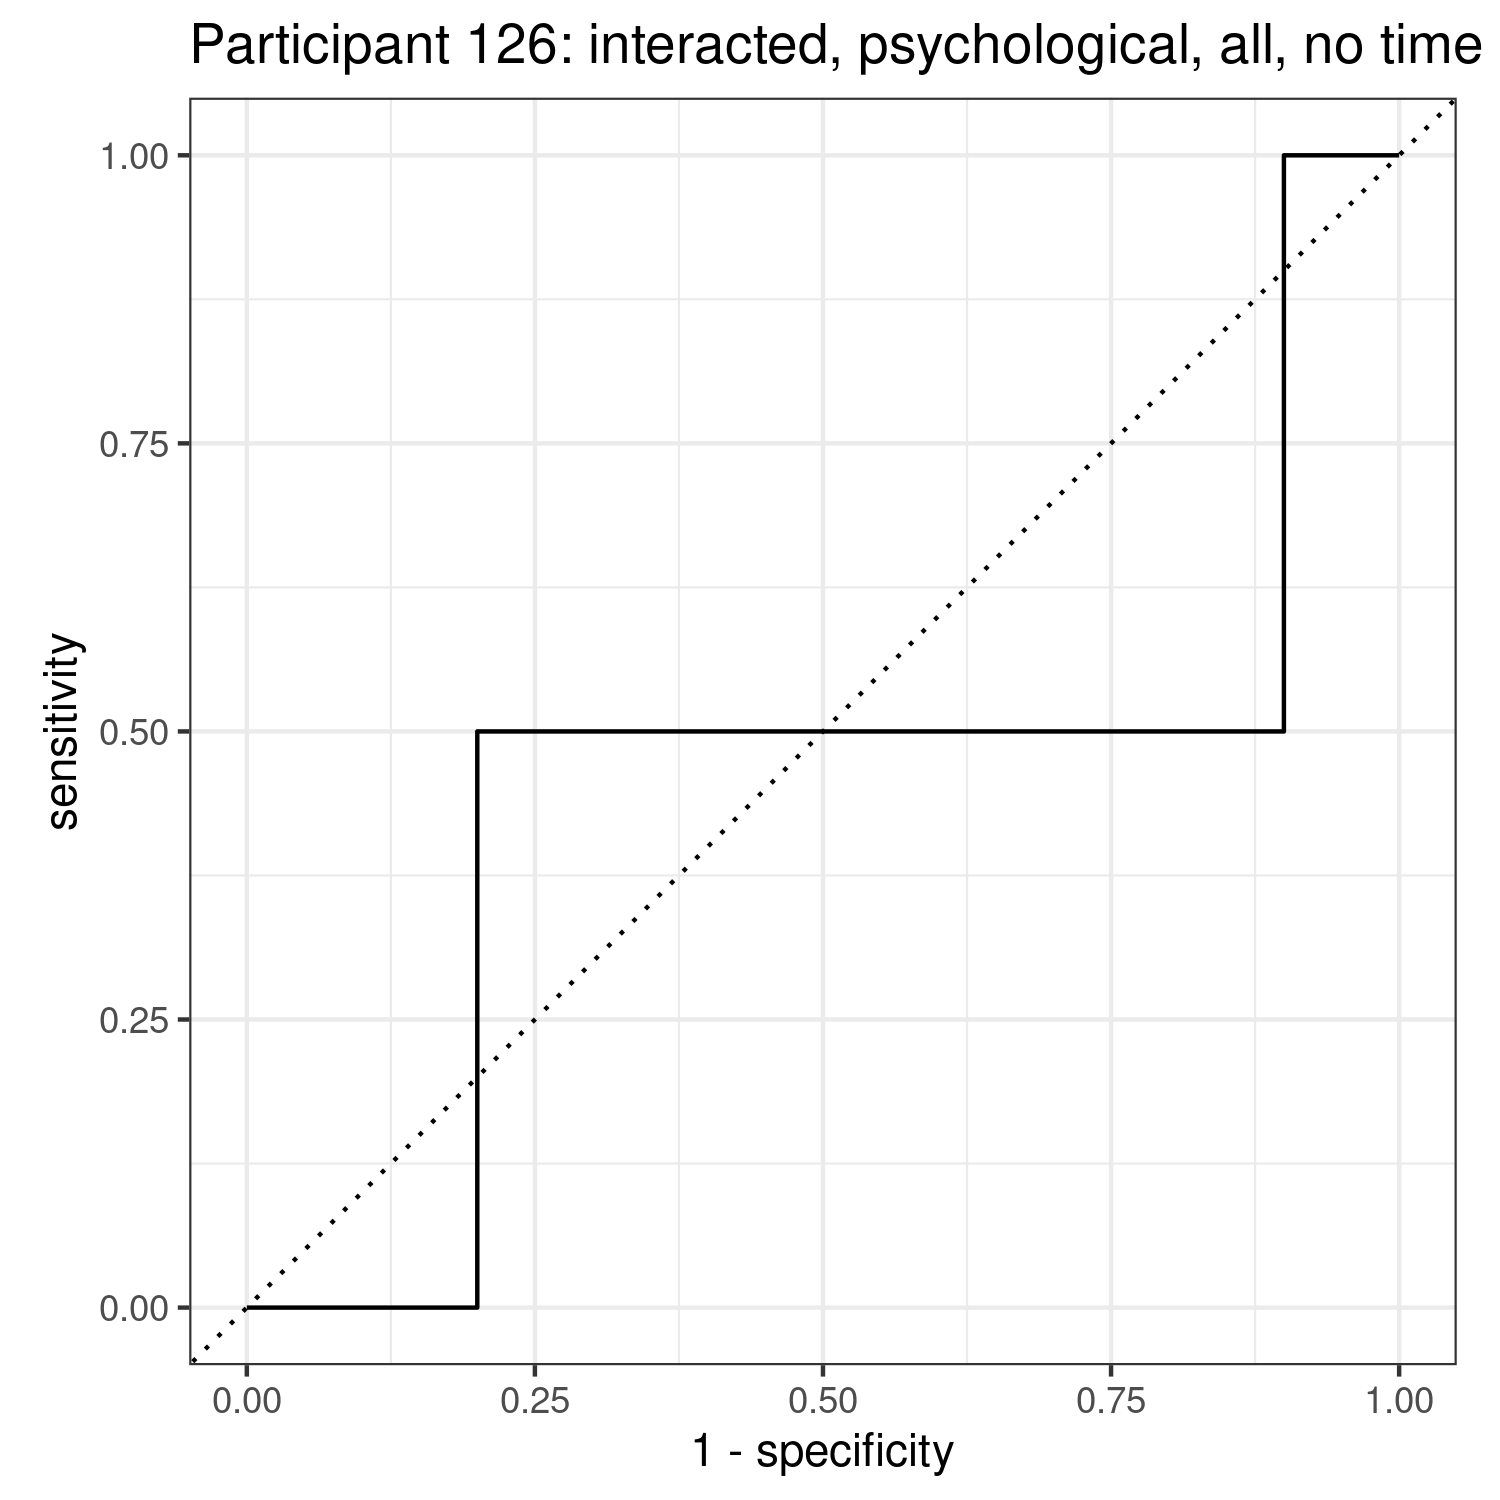 Participant 126: interacted, psychological, all, no time
1.00
0.75
0.50
0.25
0.00
sensitivity
0.00 0.25 0.50 0.75 1.00
1 - specificity